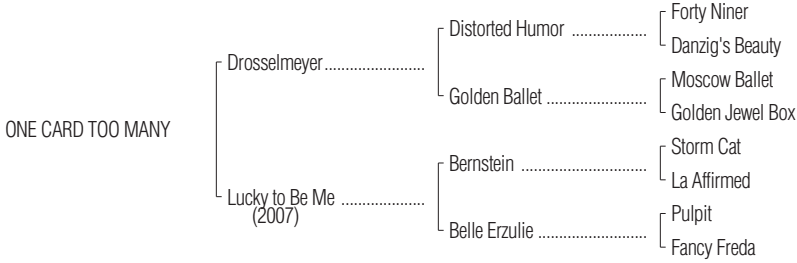 Forty Niner
Distorted Humor ..................
Danzig's Beauty
Drosselmeyer........................
Moscow Ballet
Golden Ballet ........................
Golden Jewel Box
ONE CARD TOO MANY
Storm Cat
Bernstein ..............................
La Affirmed
Lucky to Be Me ....................
(2007)
Pulpit
Belle Erzulie ..........................
Fancy Freda